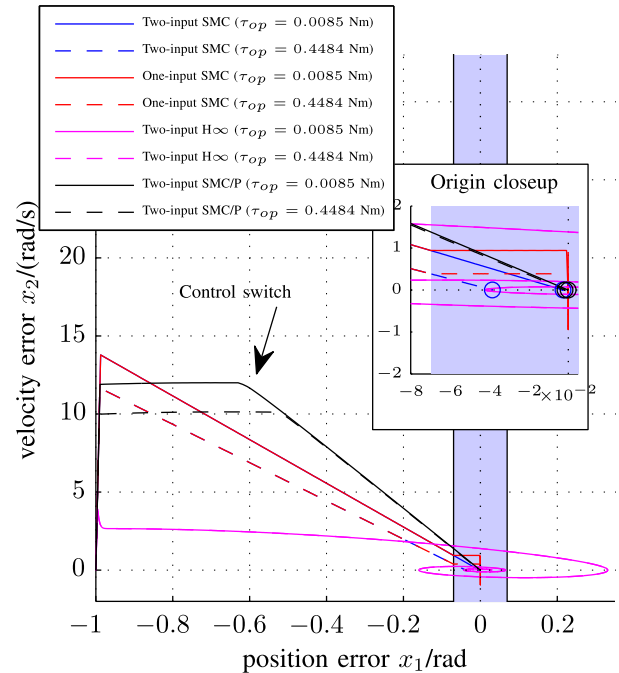 Two-input SMC (τop = 0.0085 Nm)
Two-input SMC (τop = 0.4484 Nm)
One-input SMC (τop = 0.0085 Nm)
One-input SMC (τop = 0.4484 Nm)
Two-input H∞ (τop = 0.0085 Nm)
Two-input H∞ (τop = 0.4484 Nm)
Two-input SMC/P (τop = 0.0085 Nm)
Two-input SMC/P (τop = 0.4484 Nm)
Origin closeup
2
1
0
−1
−2
−8 −6 −4 −2 ×10−2
Control switch
20
15
10
5
0
velocity error x2/(rad/s)
−1 −0.8 −0.6 −0.4 −0.2 0 0.2
position error x1/rad